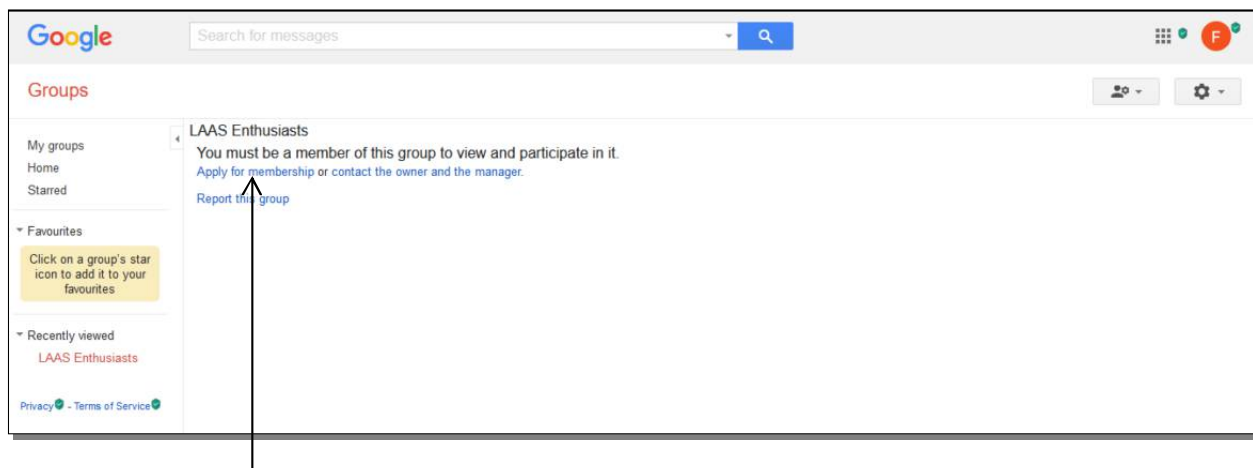 Google
Search for messages
F
Groups
My groups
Home
Starred
Favourites
Click on a group's star
icon to add it to your
favourites
Recently viewed
LAAS Enthusiasts
Privacy - Terms of Service
LAAS Enthusiasts
You must be a member of this group to view and participate in it.
Apply for membership or contact the owner and the manager.
Report this group